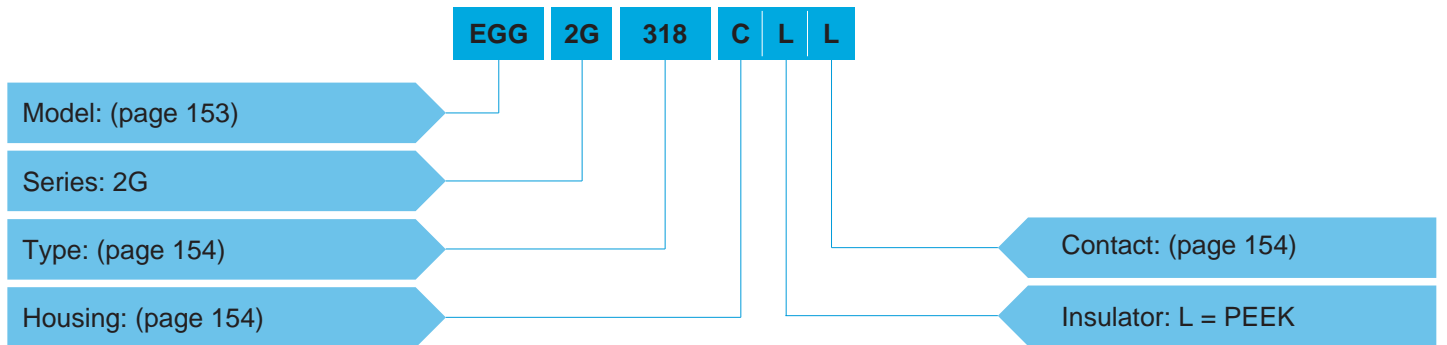 EGG 2G 318 C L L
Model: (page 153)
Series: 2G
Type: (page 154)
Housing: (page 154)
Contact: (page 154)
Insulator: L = PEEK